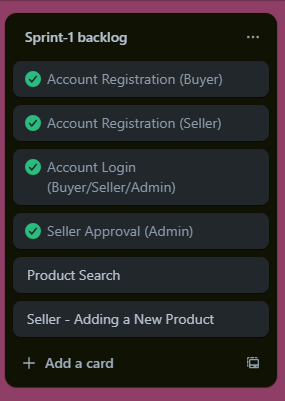 Sprint-1 backlog
Account Registration (Buyer)
Account Registration (Seller)
Account Login
(Buyer/Seller/Admin)
Seller Approval (Admin)
Product Search
Seller - Adding a New Product
Add a card